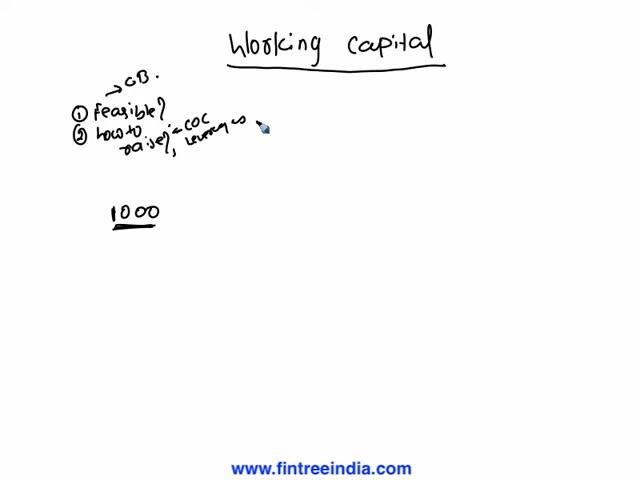 Working capital
→ CB.
① Feasible?
② how to
raise? ← COC
, leverages
1000
www.fintreeindia.com